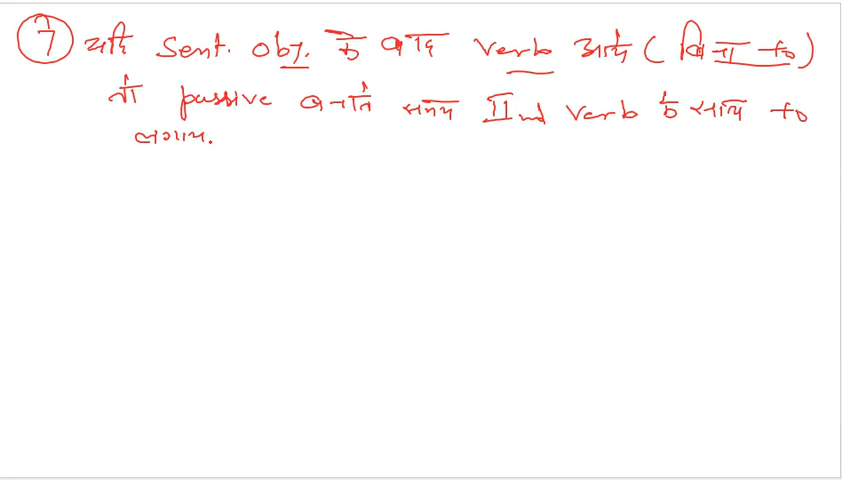 7 यदि Sent. obj. के बाद verb आये ( बिना to )
तो passive बनाते समय IInd verb के साथ to
लगाय.